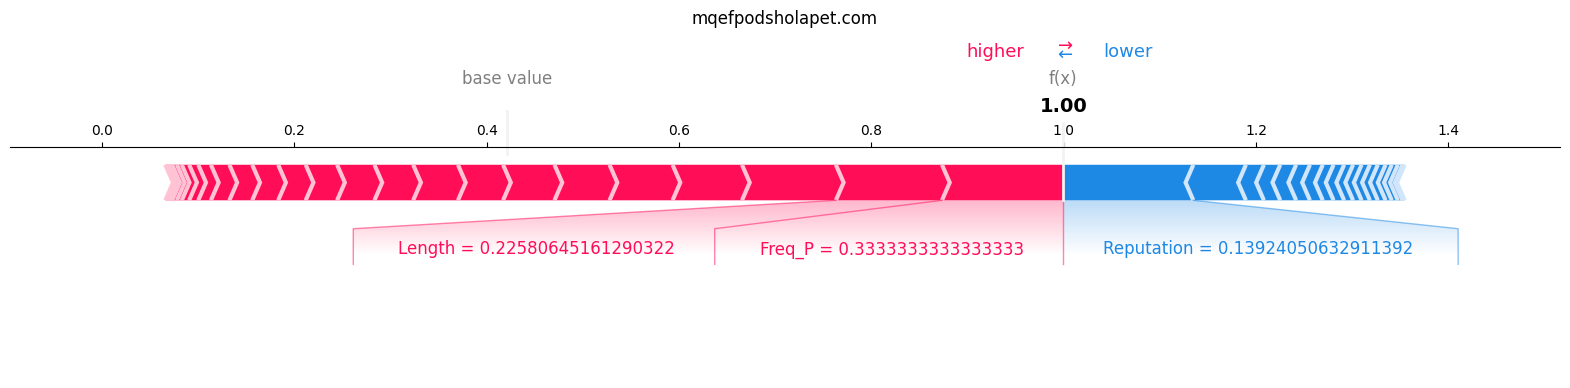 mqefpodsholapet.com
higher ⇄ lower
base value f(x)
1.00
0.0 0.2 0.4 0.6 0.8 1.0 1.2 1.4
Length = 0.22580645161290322 Freq_P = 0.3333333333333333 Reputation = 0.13924050632911392